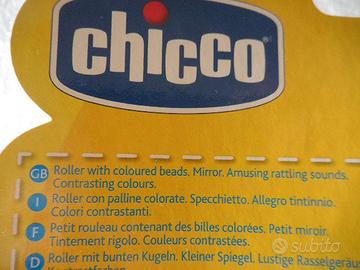 chicco
GB Roller with coloured beads. Mirror. Amusing rattling sounds.
Contrasting colours.
I Roller con palline colorate. Specchietto. Allegro tintinnio.
Colori contrastanti.
F Petit rouleau contenant des billes colorées. Petit miroir.
Tintement rigolo. Couleurs contrastées.
D Roller mit bunten Kugeln. Kleiner Spiegel. Lustige Rasselgeräu
Kontrastfarben
subito